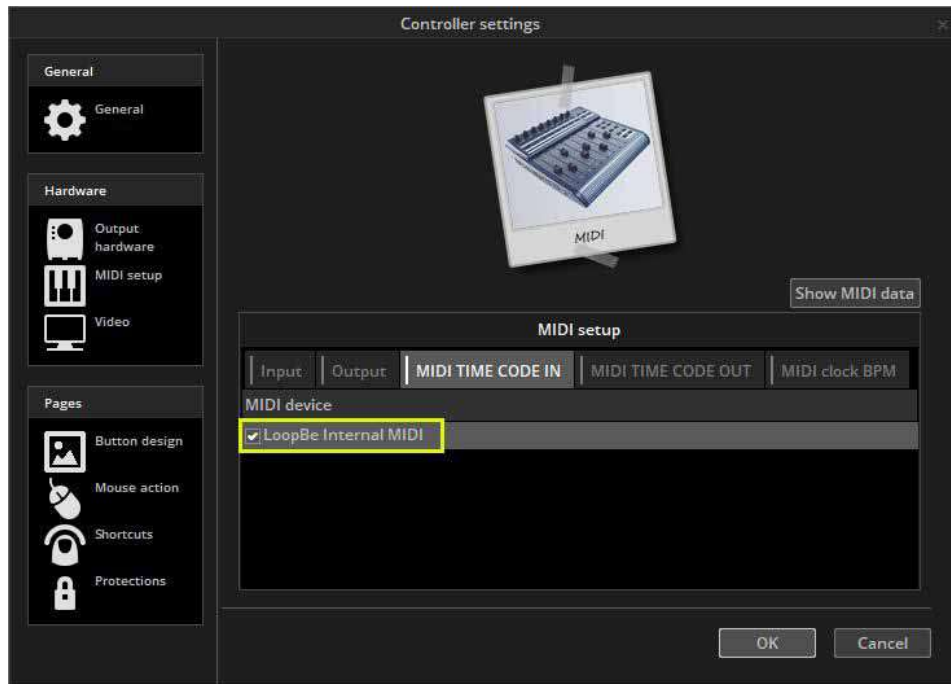 Controller settings
General
General
Hardware
Output
hardware
MIDI setup
Video
Pages
Button design
Mouse action
Shortcuts
Protections
MIDI
Show MIDI data
MIDI setup
Input Output MIDI TIME CODE IN MIDI TIME CODE OUT MIDI clock BPM
MIDI device
LoopBe Internal MIDI
OK Cancel